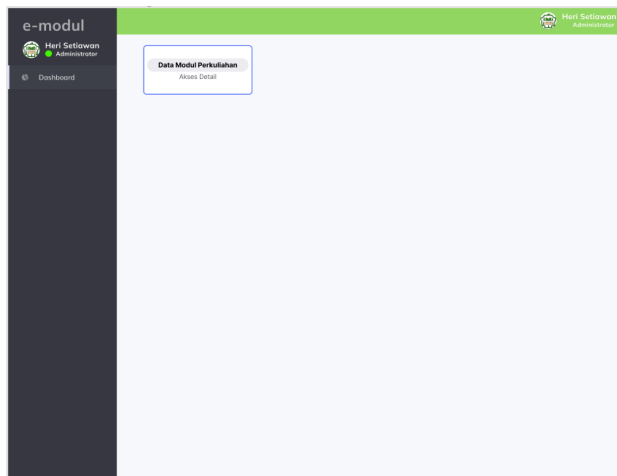 e-modul
Heri Setiawan
Administrator
Dashboard
Heri Setiawan
Administrator
Data Modul Perkuliahan
Akses Detail